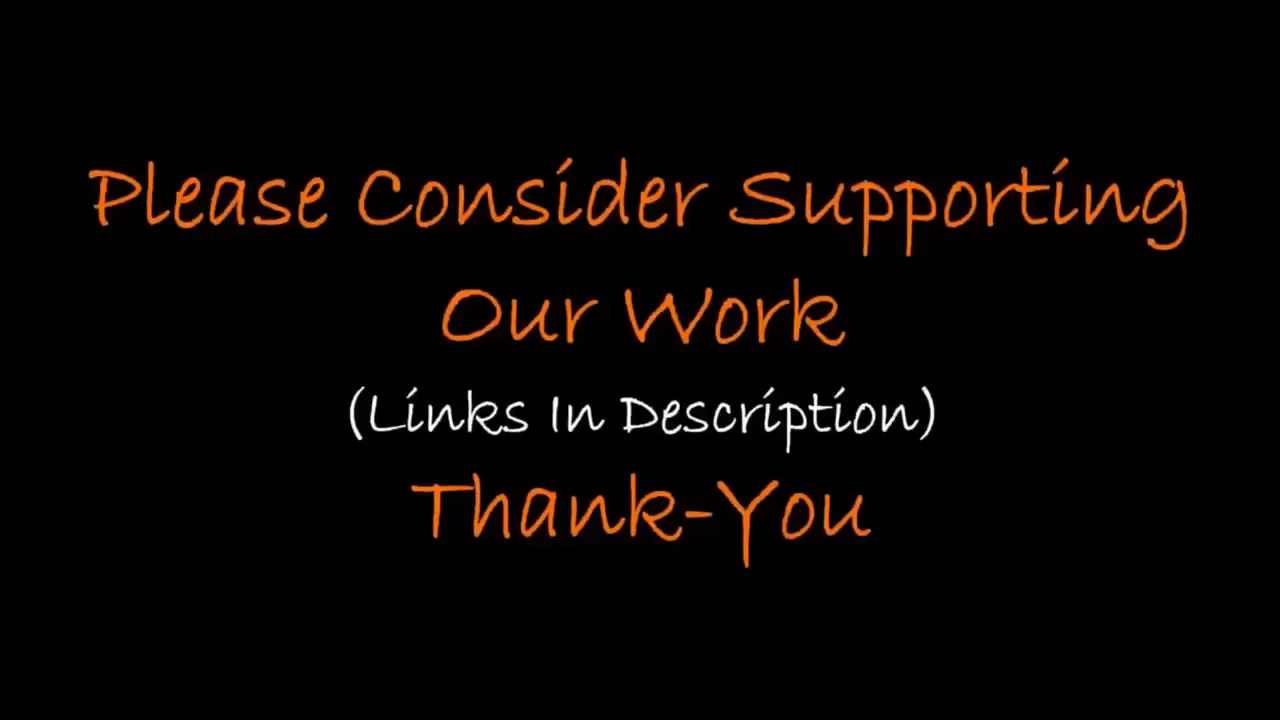 Please Consider Supporting
Our Work
(Links In Description)
Thank-You